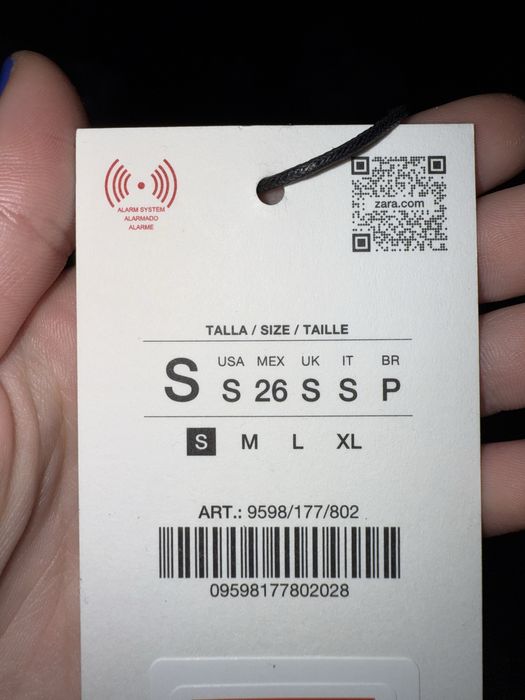 ALARM SYSTEM
ALARMADO
ALARME
zara.com
TALLA / SIZE / TAILLE
S
USA MEX UK IT BR
S 26 S S P
S M L XL
ART.: 9598/177/802
09598177802028